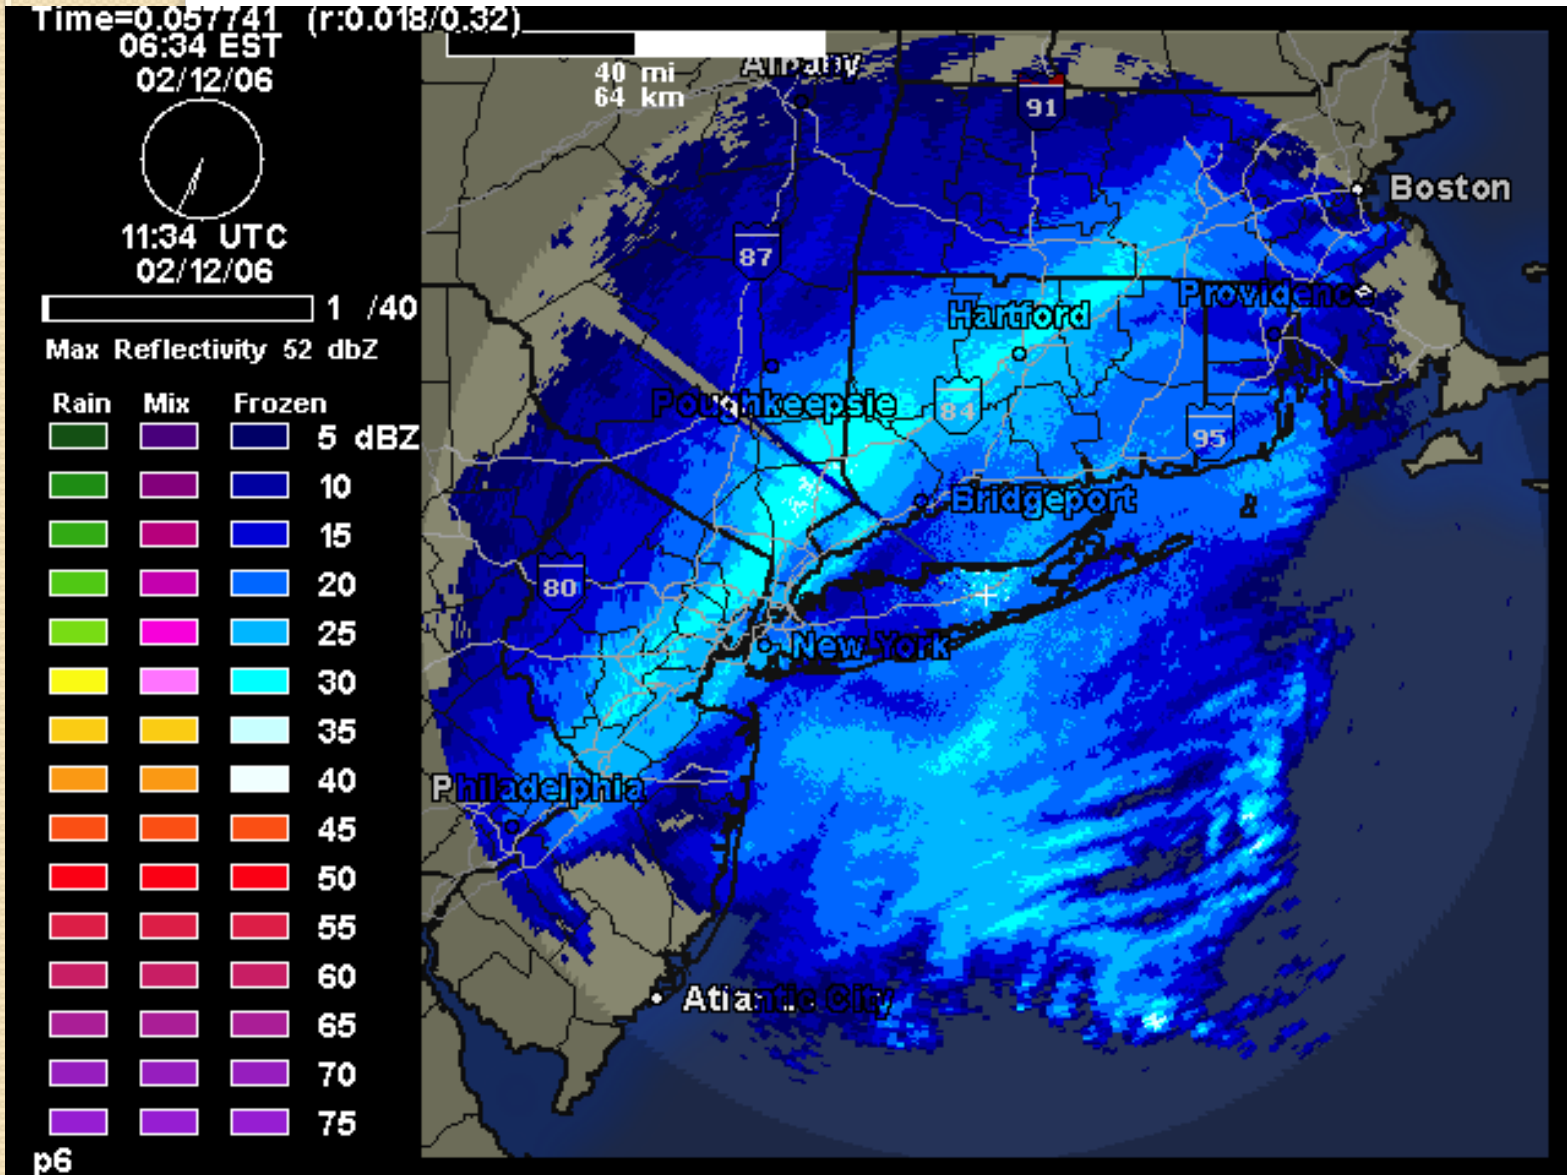 Time=0.057741 (r:0.018/0.32)
06:34 EST
02/12/06
11:34 UTC
02/12/06
1 /40
Max Reflectivity 52 dbZ
Rain Mix Frozen
5 dBZ
10
15
20
25
30
35
40
45
50
55
60
65
70
75
p6
40 mi
64 km
Albany
91
Boston
87
Providence
Hartford
Poughkeepsie
84
95
Bridgeport
80
New York
Philadelphia
Atlantic City